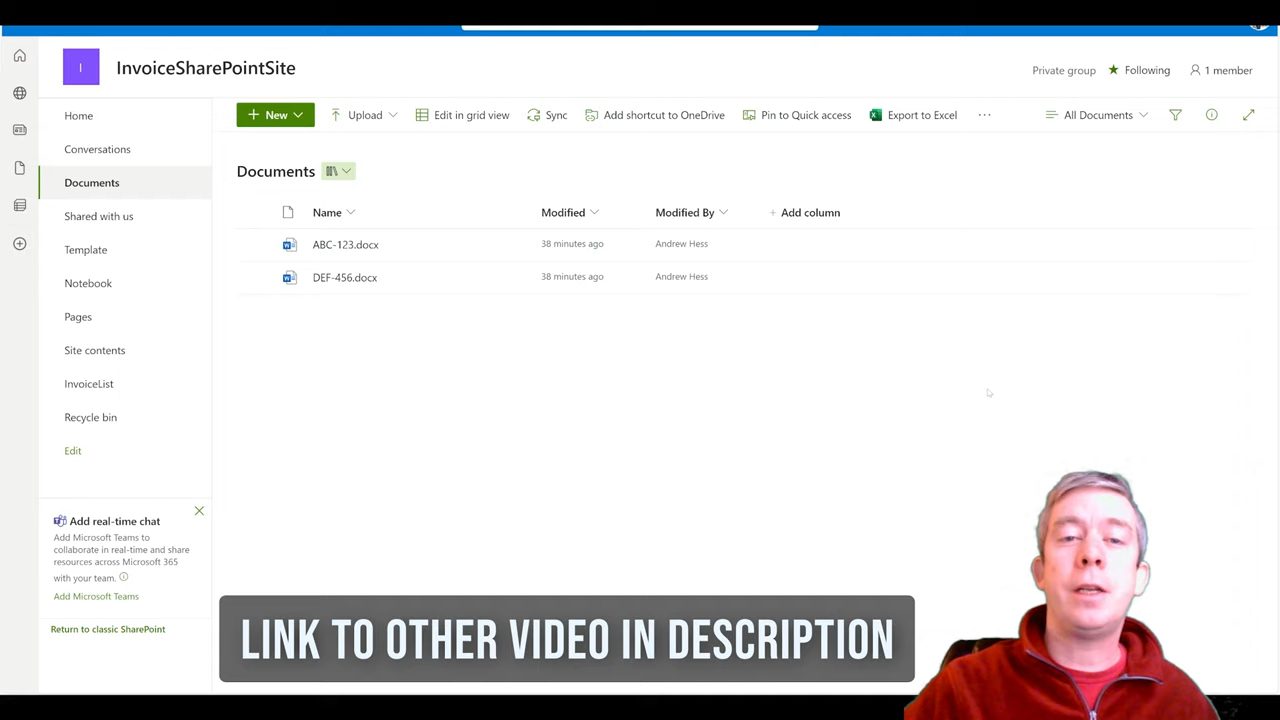 I
InvoiceSharePointSite
Private group
Following
1 member
Home
Conversations
Documents
Shared with us
Template
Notebook
Pages
Site contents
InvoiceList
Recycle bin
Edit
Add real-time chat
Add Microsoft Teams to
collaborate in real-time and share
resources across Microsoft 365
with your team.
Add Microsoft Teams
Return to classic SharePoint
+ New
Upload
Edit in grid view
Sync
Add shortcut to OneDrive
Pin to Quick access
Export to Excel
...
All Documents
Documents
Name Modified Modified By + Add column
ABC-123.docx 38 minutes ago Andrew Hess
DEF-456.docx 38 minutes ago Andrew Hess
LINK TO OTHER VIDEO IN DESCRIPTION